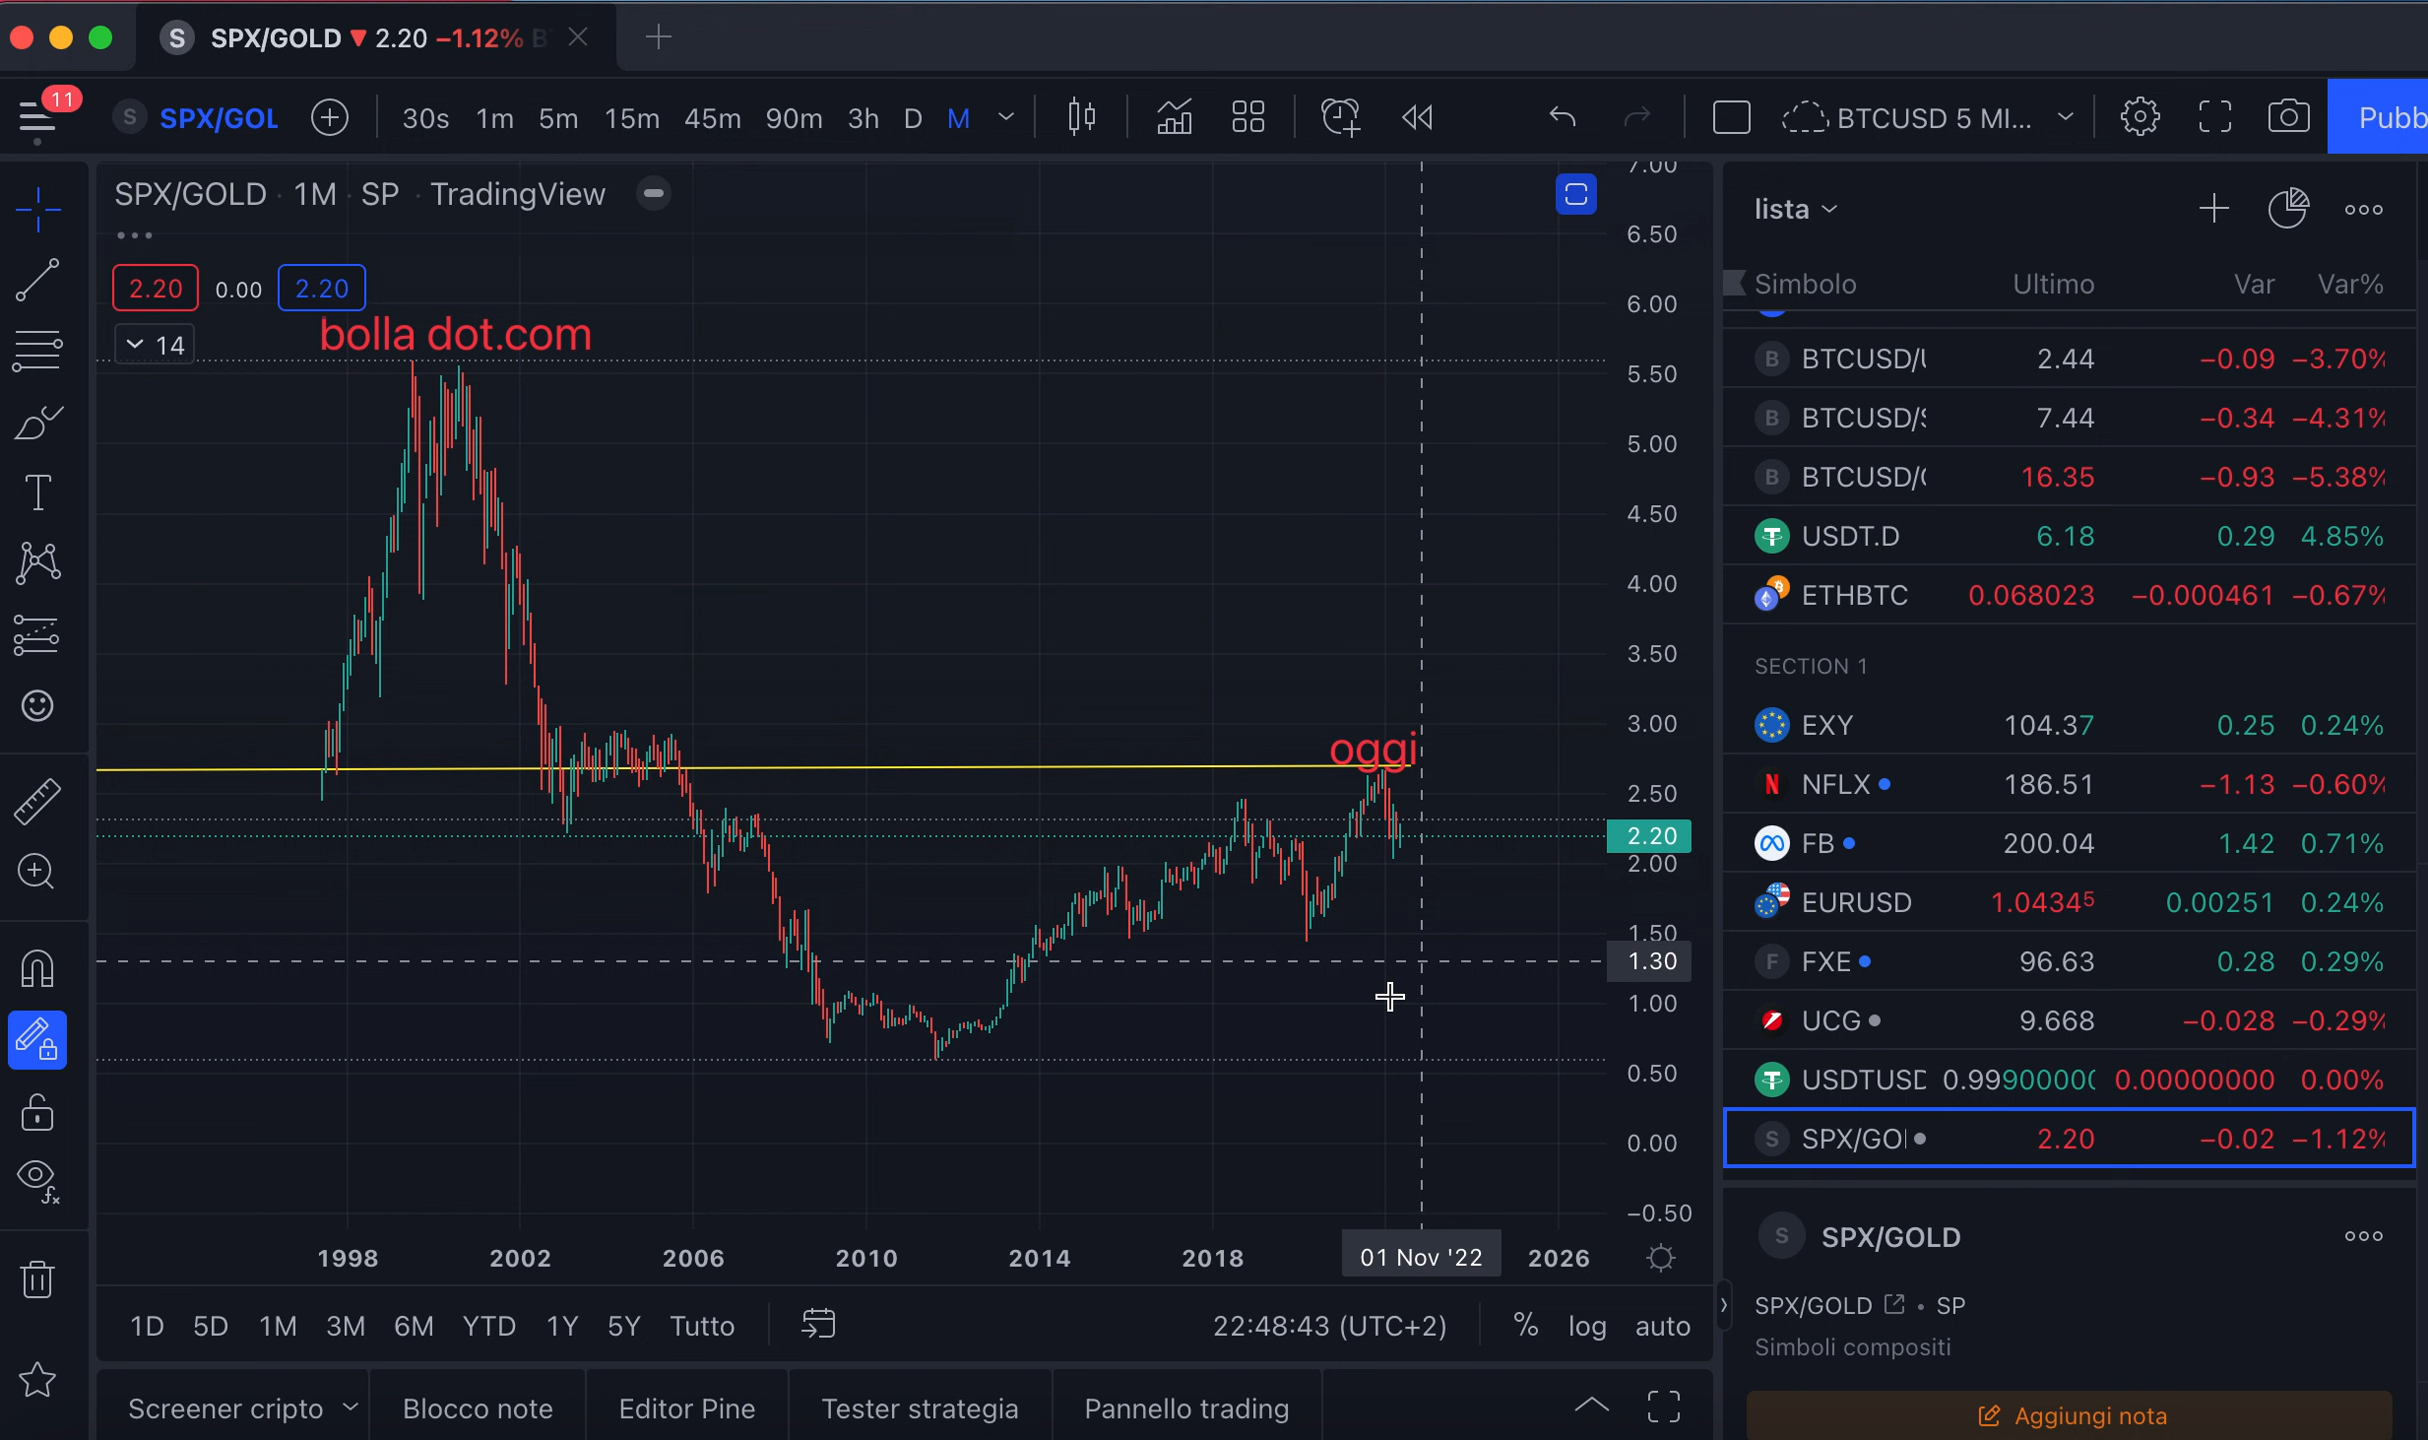 S SPX/GOLD ▼ 2.20 −1.12%
11 S SPX/GOL 30s 1m 5m 15m 45m 90m 3h D M BTCUSD 5 MI... Pubb
SPX/GOLD · 1M · SP · TradingView
2.20 0.00 2.20
14
bolla dot.com
oggi
7.00
6.50
6.00
5.50
5.00
4.50
4.00
3.50
3.00
2.50
2.20
2.00
1.50
1.30
1.00
0.50
0.00
−0.50
1998 2002 2006 2010 2014 2018 01 Nov '22 2026
1D 5D 1M 3M 6M YTD 1Y 5Y Tutto 22:48:43 (UTC+2) % log auto
Screener cripto Blocco note Editor Pine Tester strategia Pannello trading
lista
Simbolo Ultimo Var Var%
B BTCUSD/ 2.44 −0.09 −3.70%
B BTCUSD/ 7.44 −0.34 −4.31%
B BTCUSD/ 16.35 −0.93 −5.38%
USDT.D 6.18 0.29 4.85%
ETHBTC 0.068023 −0.000461 −0.67%
SECTION 1
EXY 104.37 0.25 0.24%
NFLX 186.51 −1.13 −0.60%
FB 200.04 1.42 0.71%
EURUSD 1.04345 0.00251 0.24%
F FXE 96.63 0.28 0.29%
UCG 9.668 −0.028 −0.29%
USDTUSD 0.9990000 0.00000000 0.00%
S SPX/GO 2.20 −0.02 −1.12%
S SPX/GOLD
SPX/GOLD • SP
Simboli compositi
Aggiungi nota